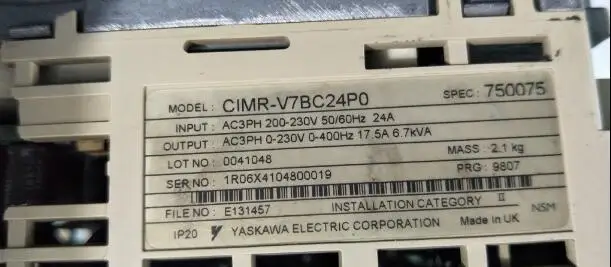 MODEL : CIMR-V7BC24P0 SPEC : 750075
INPUT : AC3PH 200-230V 50/60Hz 24A
OUTPUT : AC3PH 0-230V 0-400Hz 17.5A 6.7kVA
LOT NO : 0041048 MASS : 2.1 kg
SER NO : 1R06X4104800019 PRG : 9807
FILE NO : E131457 INSTALLATION CATEGORY II NSM
IP20 YASKAWA ELECTRIC CORPORATION Made in UK